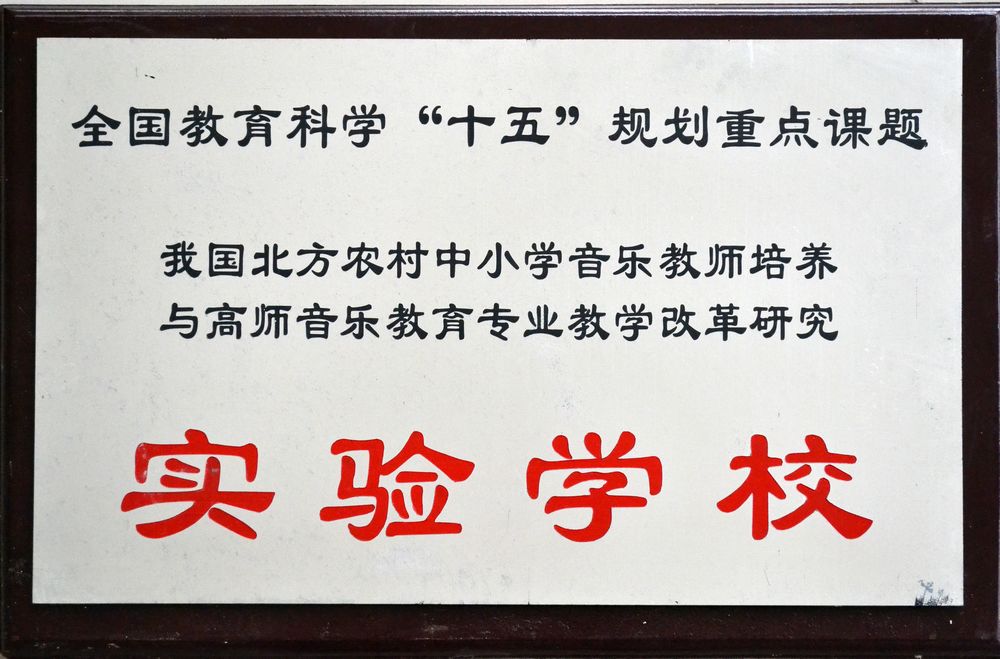 全国教育科学“十五”规划重点课题
我国北方农村中小学音乐教师培养
与高师音乐教育专业教学改革研究
实验学校